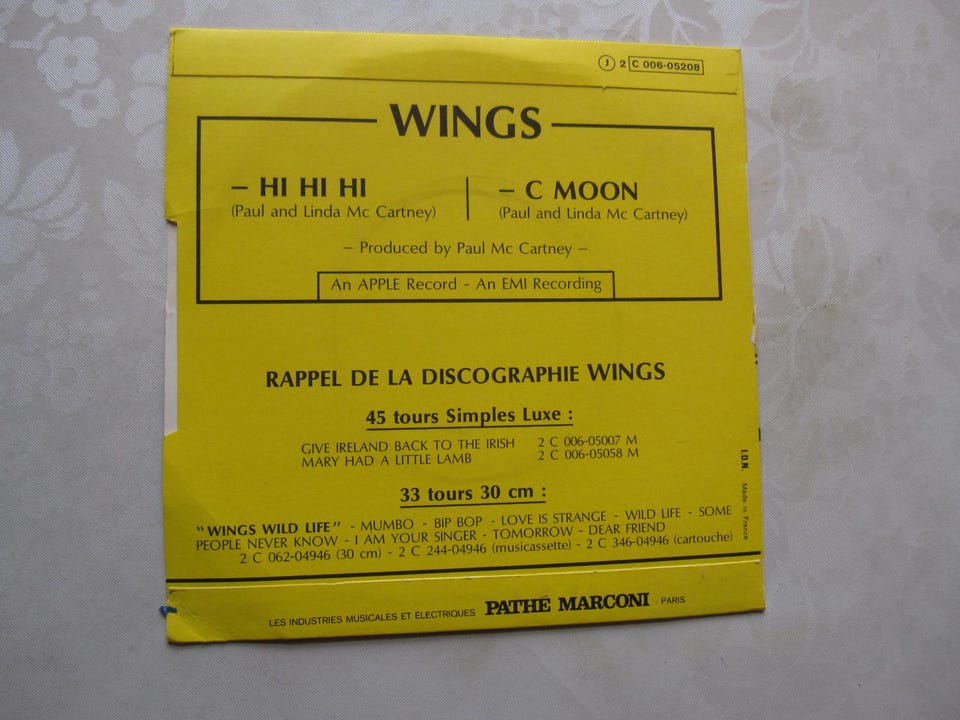 J 2 C 006-05208
WINGS
– HI HI HI
(Paul and Linda Mc Cartney)
– C MOON
(Paul and Linda Mc Cartney)
– Produced by Paul Mc Cartney –
An APPLE Record - An EMI Recording
RAPPEL DE LA DISCOGRAPHIE WINGS
45 tours Simples Luxe :
GIVE IRELAND BACK TO THE IRISH 2 C 006-05007 M
MARY HAD A LITTLE LAMB 2 C 006-05058 M
33 tours 30 cm :
"WINGS WILD LIFE" - MUMBO - BIP BOP - LOVE IS STRANGE - WILD LIFE - SOME
PEOPLE NEVER KNOW - I AM YOUR SINGER - TOMORROW - DEAR FRIEND
2 C 062-04946 (30 cm) - 2 C 244-04946 (musicassette) - 2 C 346-04946 (cartouche)
I.D.N. Made in France
LES INDUSTRIES MUSICALES ET ÉLECTRIQUES PATHÉ MARCONI - PARIS